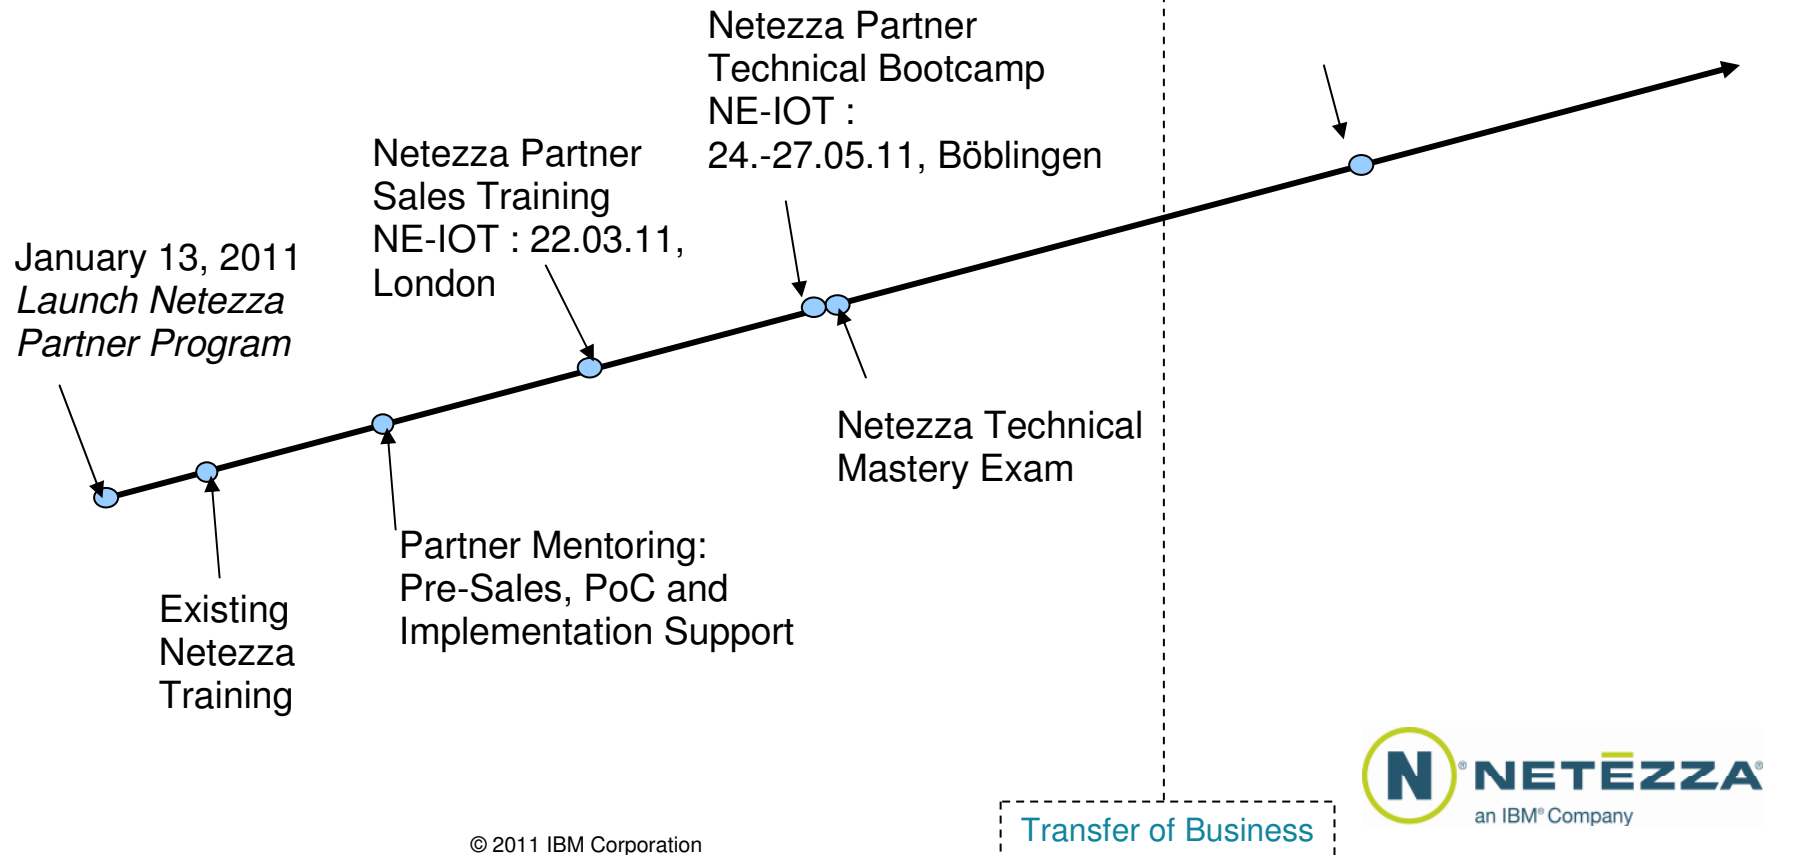 January 13, 2011
Launch Netezza
Partner Program
Existing
Netezza
Training
Netezza Partner
Sales Training
NE-IOT : 22.03.11,
London
Partner Mentoring:
Pre-Sales, PoC and
Implementation Support
Netezza Partner
Technical Bootcamp
NE-IOT :
24.-27.05.11, Böblingen
Netezza Technical
Mastery Exam
Transfer of Business
N® NETĒZZA®
an IBM® Company
© 2011 IBM Corporation